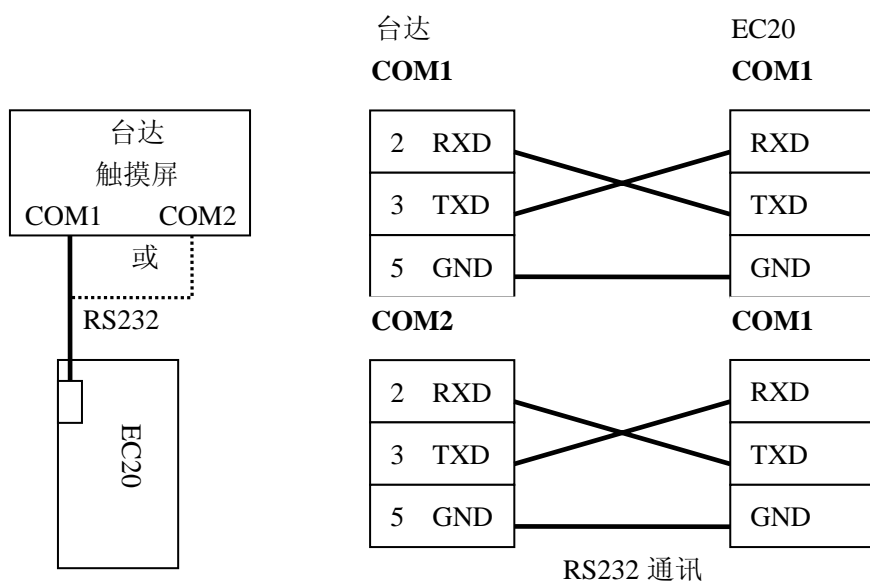 台达
触摸屏
COM1 COM2
或
RS232
EC20
台达 EC20
COM1 COM1
2 RXD RXD
3 TXD TXD
5 GND GND
COM2 COM1
2 RXD RXD
3 TXD TXD
5 GND GND
RS232 通讯